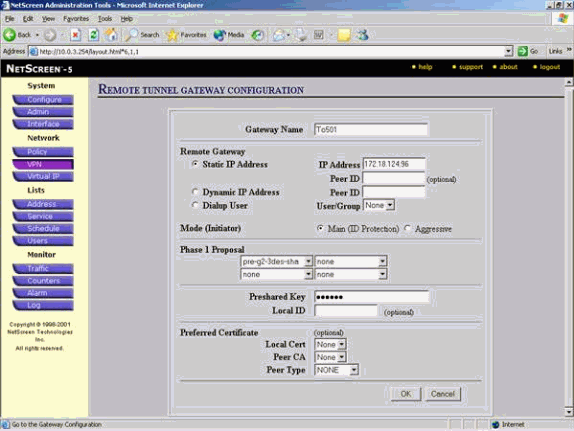 NetScreen Administration Tools - Microsoft Internet Explorer
File Edit View Favorites Tools Help
Back Search Favorites Media
Address http://10.0.3.254/layout.html*6,1,1 Go Links »
NETSCREEN-5 help support about logout
System
Configure
Admin
Interface
Network
Policy
VPN
Virtual IP
Lists
Address
Service
Schedule
Users
Monitor
Traffic
Counters
Alarm
Log
Copyright © 1998-2001
NetScreen Technologies
Inc.
All rights reserved.
REMOTE TUNNEL GATEWAY CONFIGURATION
Gateway Name To501
Remote Gateway
Static IP Address IP Address 172.18.124.96
Peer ID (optional)
Dynamic IP Address Peer ID
Dialup User User/Group None
Mode (Initiator) Main (ID Protection) Aggressive
Phase 1 Proposal
pre-g2-3des-sha none
none none
Preshared Key ••••••
Local ID (optional)
Preferred Certificate (optional)
Local Cert None
Peer CA None
Peer Type NONE
OK Cancel
Go to the Gateway Configuration Internet